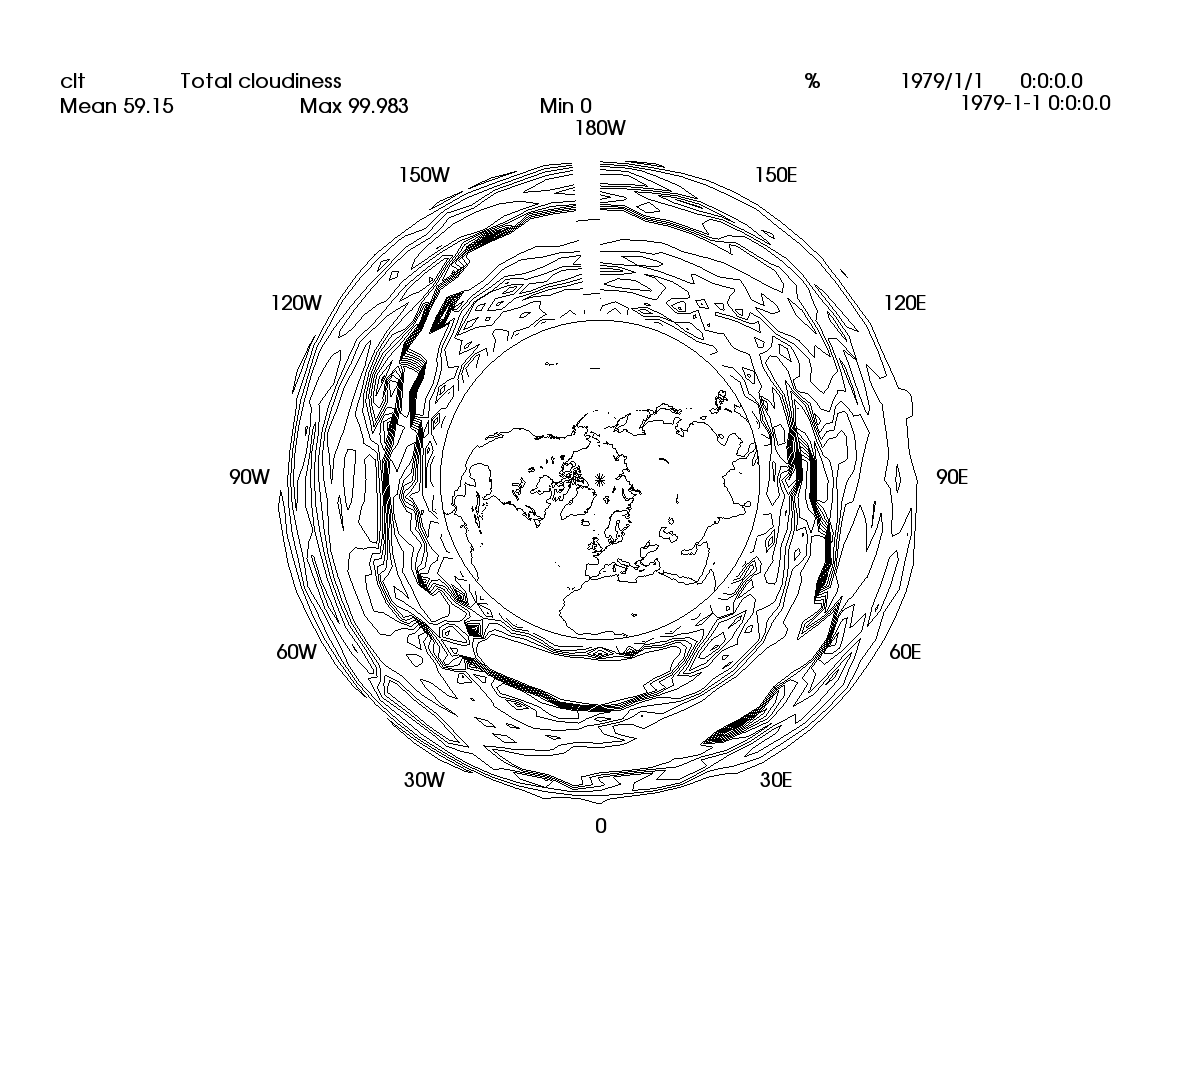 clt Total cloudiness % 1979/1/1 0:0:0.0
Mean 59.15 Max 99.983 Min 0 1979-1-1 0:0:0.0
180W
150W 150E
120W 120E
90W 90E
60W 60E
30W 30E
0